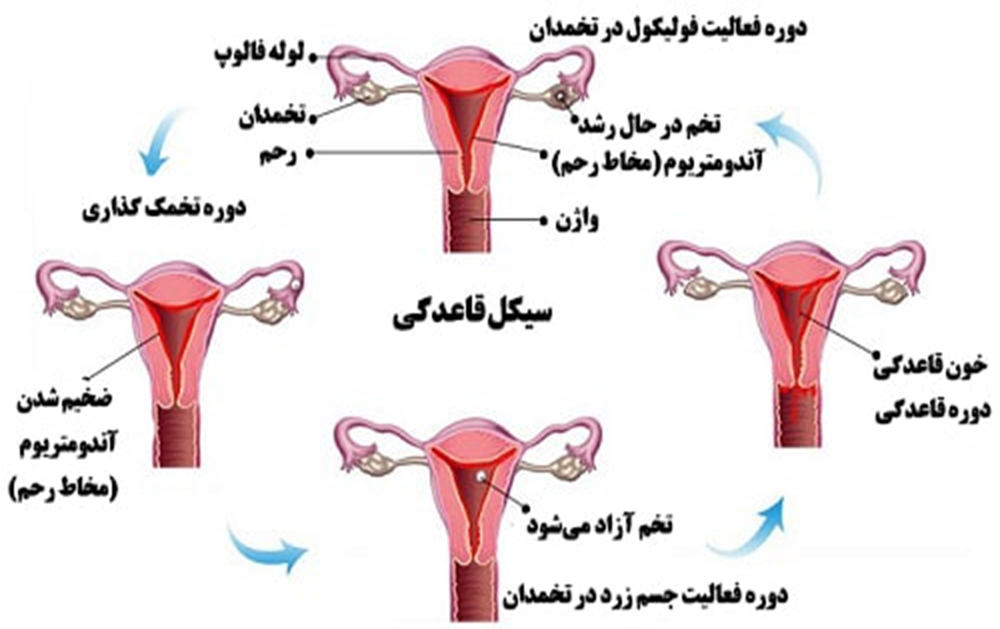 دوره فعالیت فولیکول در تخمدان
لوله فالوپ
تخمدان
رحم
تخم در حال رشد
آندومتریوم (مخاط رحم)
واژن
دوره تخمک گذاری
سیکل قاعدگی
ضخیم شدن
آندومتریوم
(مخاط رحم)
خون قاعدگی
دوره قاعدگی
تخم آزاد می‌شود
دوره فعالیت جسم زرد در تخمدان